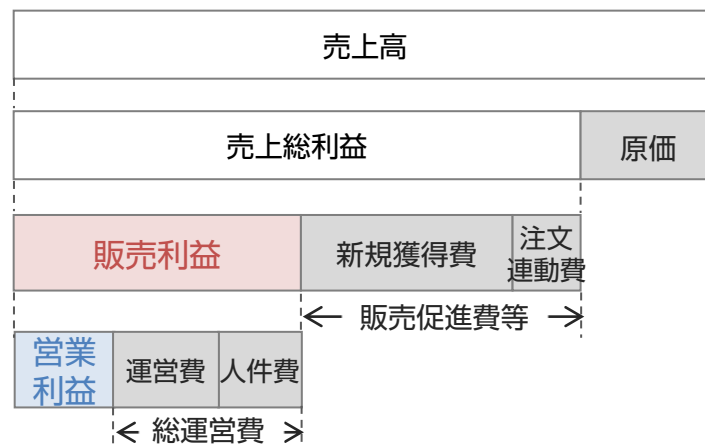 売上高
売上総利益
原価
販売利益
新規獲得費
注文
連動費
販売促進費等
営業
利益
運営費
人件費
総運営費